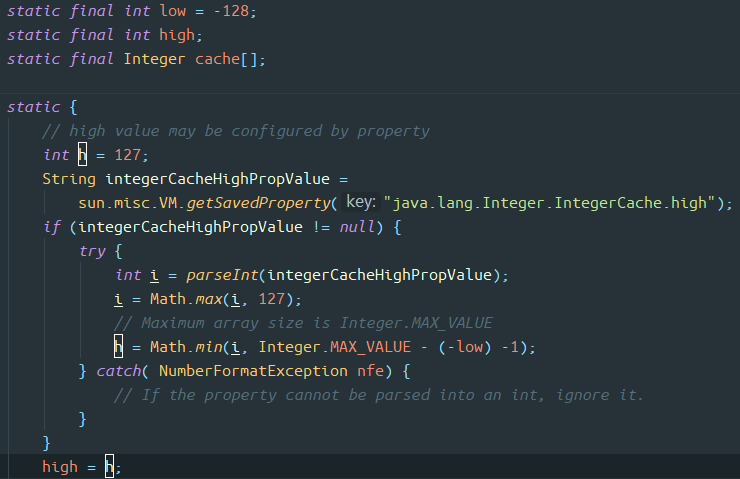 static final int low = -128;
static final int high;
static final Integer cache[];
static {
// high value may be configured by property
int h = 127;
String integerCacheHighPropValue =
sun.misc.VM.getSavedProperty( key: "java.lang.Integer.IntegerCache.high");
if (integerCacheHighPropValue != null) {
try {
int i = parseInt(integerCacheHighPropValue);
i = Math.max(i, 127);
// Maximum array size is Integer.MAX_VALUE
h = Math.min(i, Integer.MAX_VALUE - (-low) -1);
} catch( NumberFormatException nfe) {
// If the property cannot be parsed into an int, ignore it.
}
}
high = h;